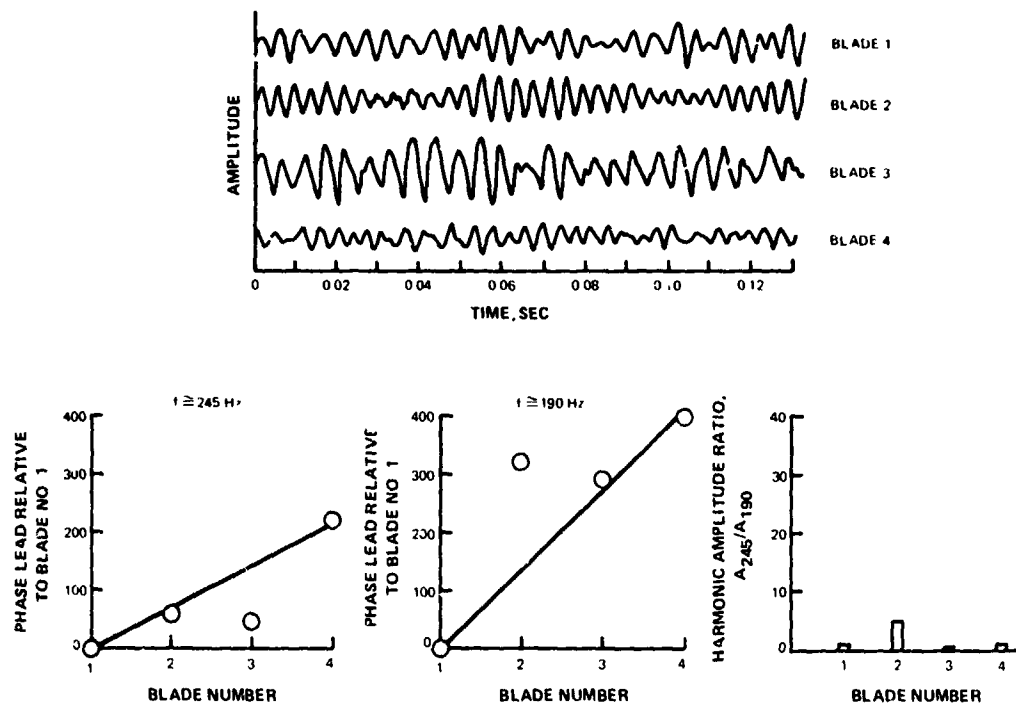 AMPLITUDE
BLADE 1
BLADE 2
BLADE 3
BLADE 4
0 0 02 0 04 0 06 0 08 0 10 0 12
TIME, SEC
PHASE LEAD RELATIVE
TO BLADE NO 1
f ≅ 245 Hz
400
300
200
100
0
1 2 3 4
BLADE NUMBER
PHASE LEAD RELATIVE
TO BLADE NO 1
f ≅ 190 Hz
400
300
200
100
0
1 2 3 4
BLADE NUMBER
HARMONIC AMPLITUDE RATIO,
A245/A190
40
30
20
10
0
1 2 3 4
BLADE NUMBER